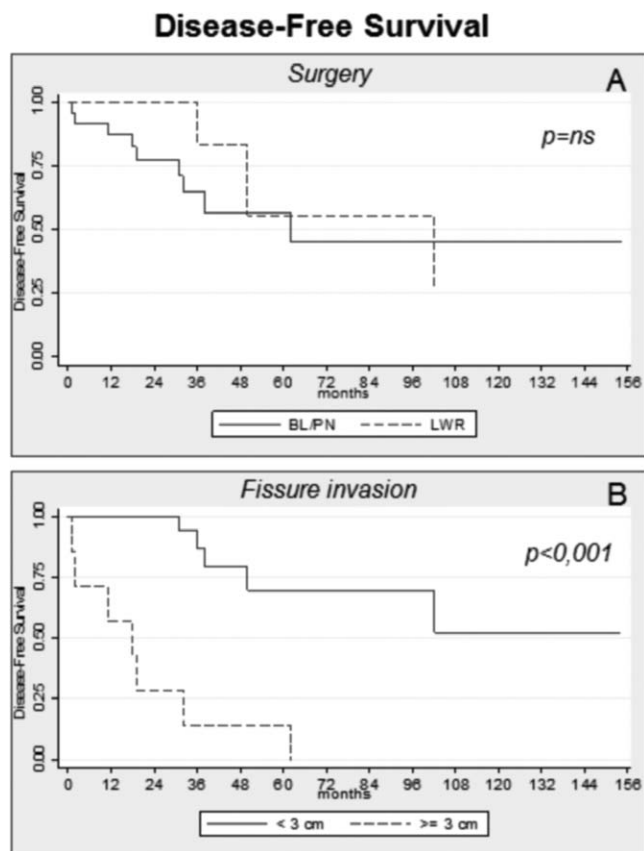 Disease-Free Survival
Surgery
A
p=ns
Disease-Free Survival
1.00
0.75
0.50
0.25
0.00
0 12 24 36 48 60 72 84 96 108 120 132 144 156
months
BL/PN LWR
Fissure invasion
B
p<0,001
Disease-Free Survival
1.00
0.75
0.50
0.25
0.00
0 12 24 36 48 60 72 84 96 108 120 132 144 156
months
< 3 cm >= 3 cm